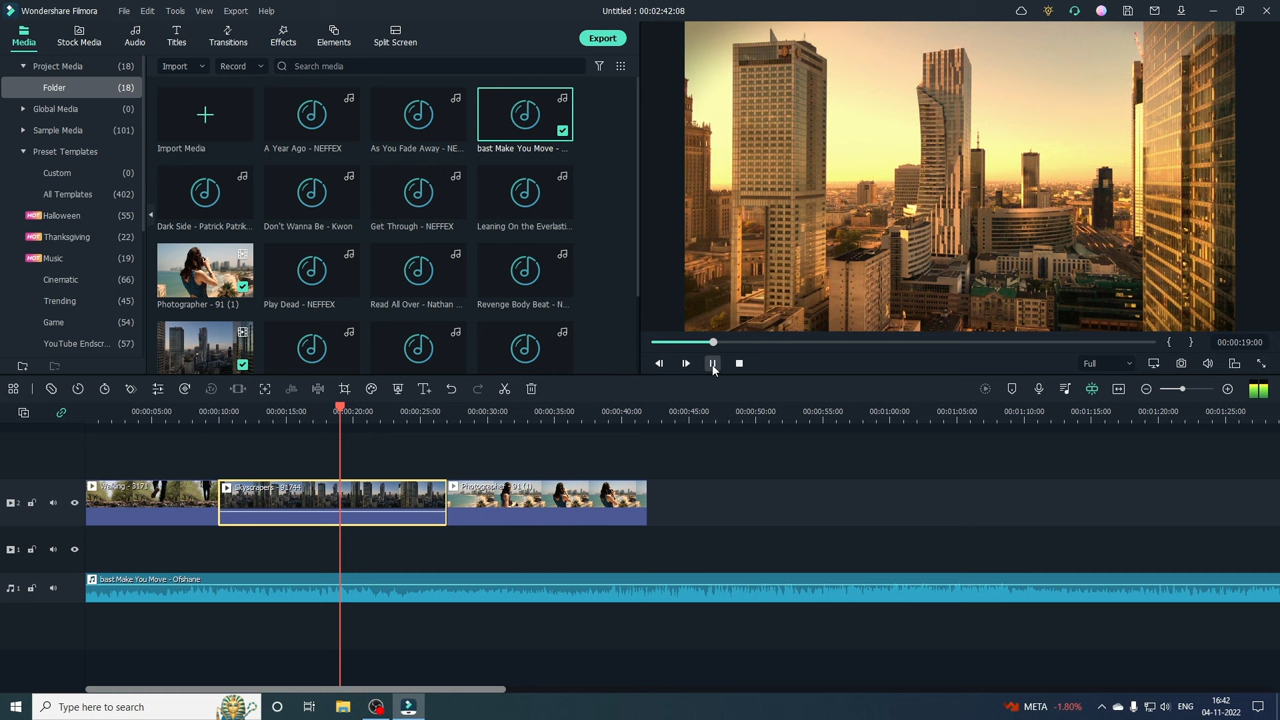 Wondershare Filmora
File
Edit
Tools
View
Export
Help
Untitled : 00:02:42:08
Media
Stock Media
Audio
Titles
Transitions
Effects
Elements
Split Screen
Export
Project Media (18)
Folder (18)
Global Media (0)
Sample Media (101)
Preset Templates
Custom (0)
All Templates (402)
HOT Halloween (55)
HOT Thanksgiving (22)
HOT Music (19)
Cinematic (66)
Trending (45)
Game (54)
YouTube Endscr... (57)
Import
Record
Search media
Import Media
A Year Ago - NEFFEX
As You Fade Away - NE...
bast Make You Move - ...
Dark Side - Patrick Patrik...
Don't Wanna Be - Kwon
Get Through - NEFFEX
Leaning On the Everlasti...
Photographer - 91 (1)
Play Dead - NEFFEX
Read All Over - Nathan ...
Revenge Body Beat - N...
{ }
00:00:19:00
Full
00:00:05:00
00:00:10:00
00:00:15:00
00:00:20:00
00:00:25:00
00:00:30:00
00:00:35:00
00:00:40:00
00:00:45:00
00:00:50:00
00:00:55:00
00:01:00:00
00:01:05:00
00:01:10:00
00:01:15:00
00:01:20:00
00:01:25:00
2
Walking - 3171
Skyscrapers - 91744
Photographer - 91 (1)
1
1
bast Make You Move - Ofshane
Type here to search
META -1.80%
ENG
16:42
04-11-2022